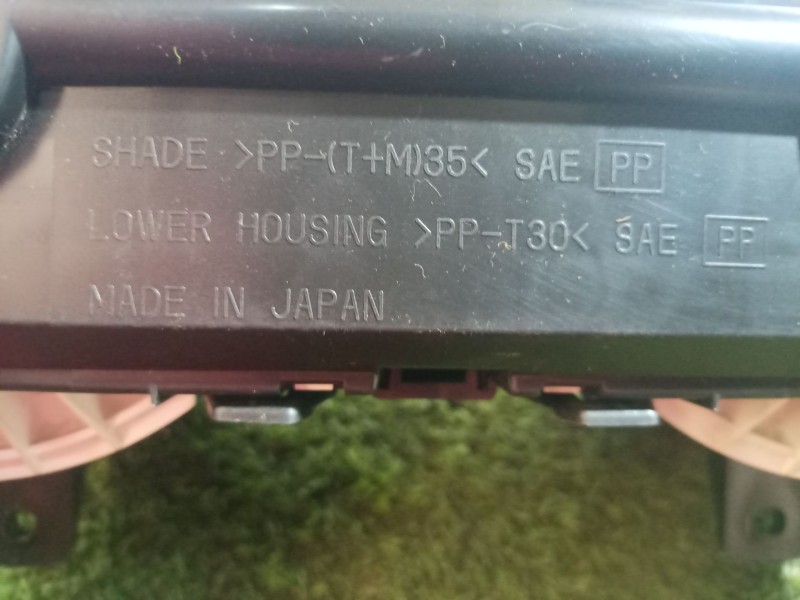 SHADE >PP-(T+M)35< SAE PP
LOWER HOUSING >PP-T30< SAE PP
MADE IN JAPAN